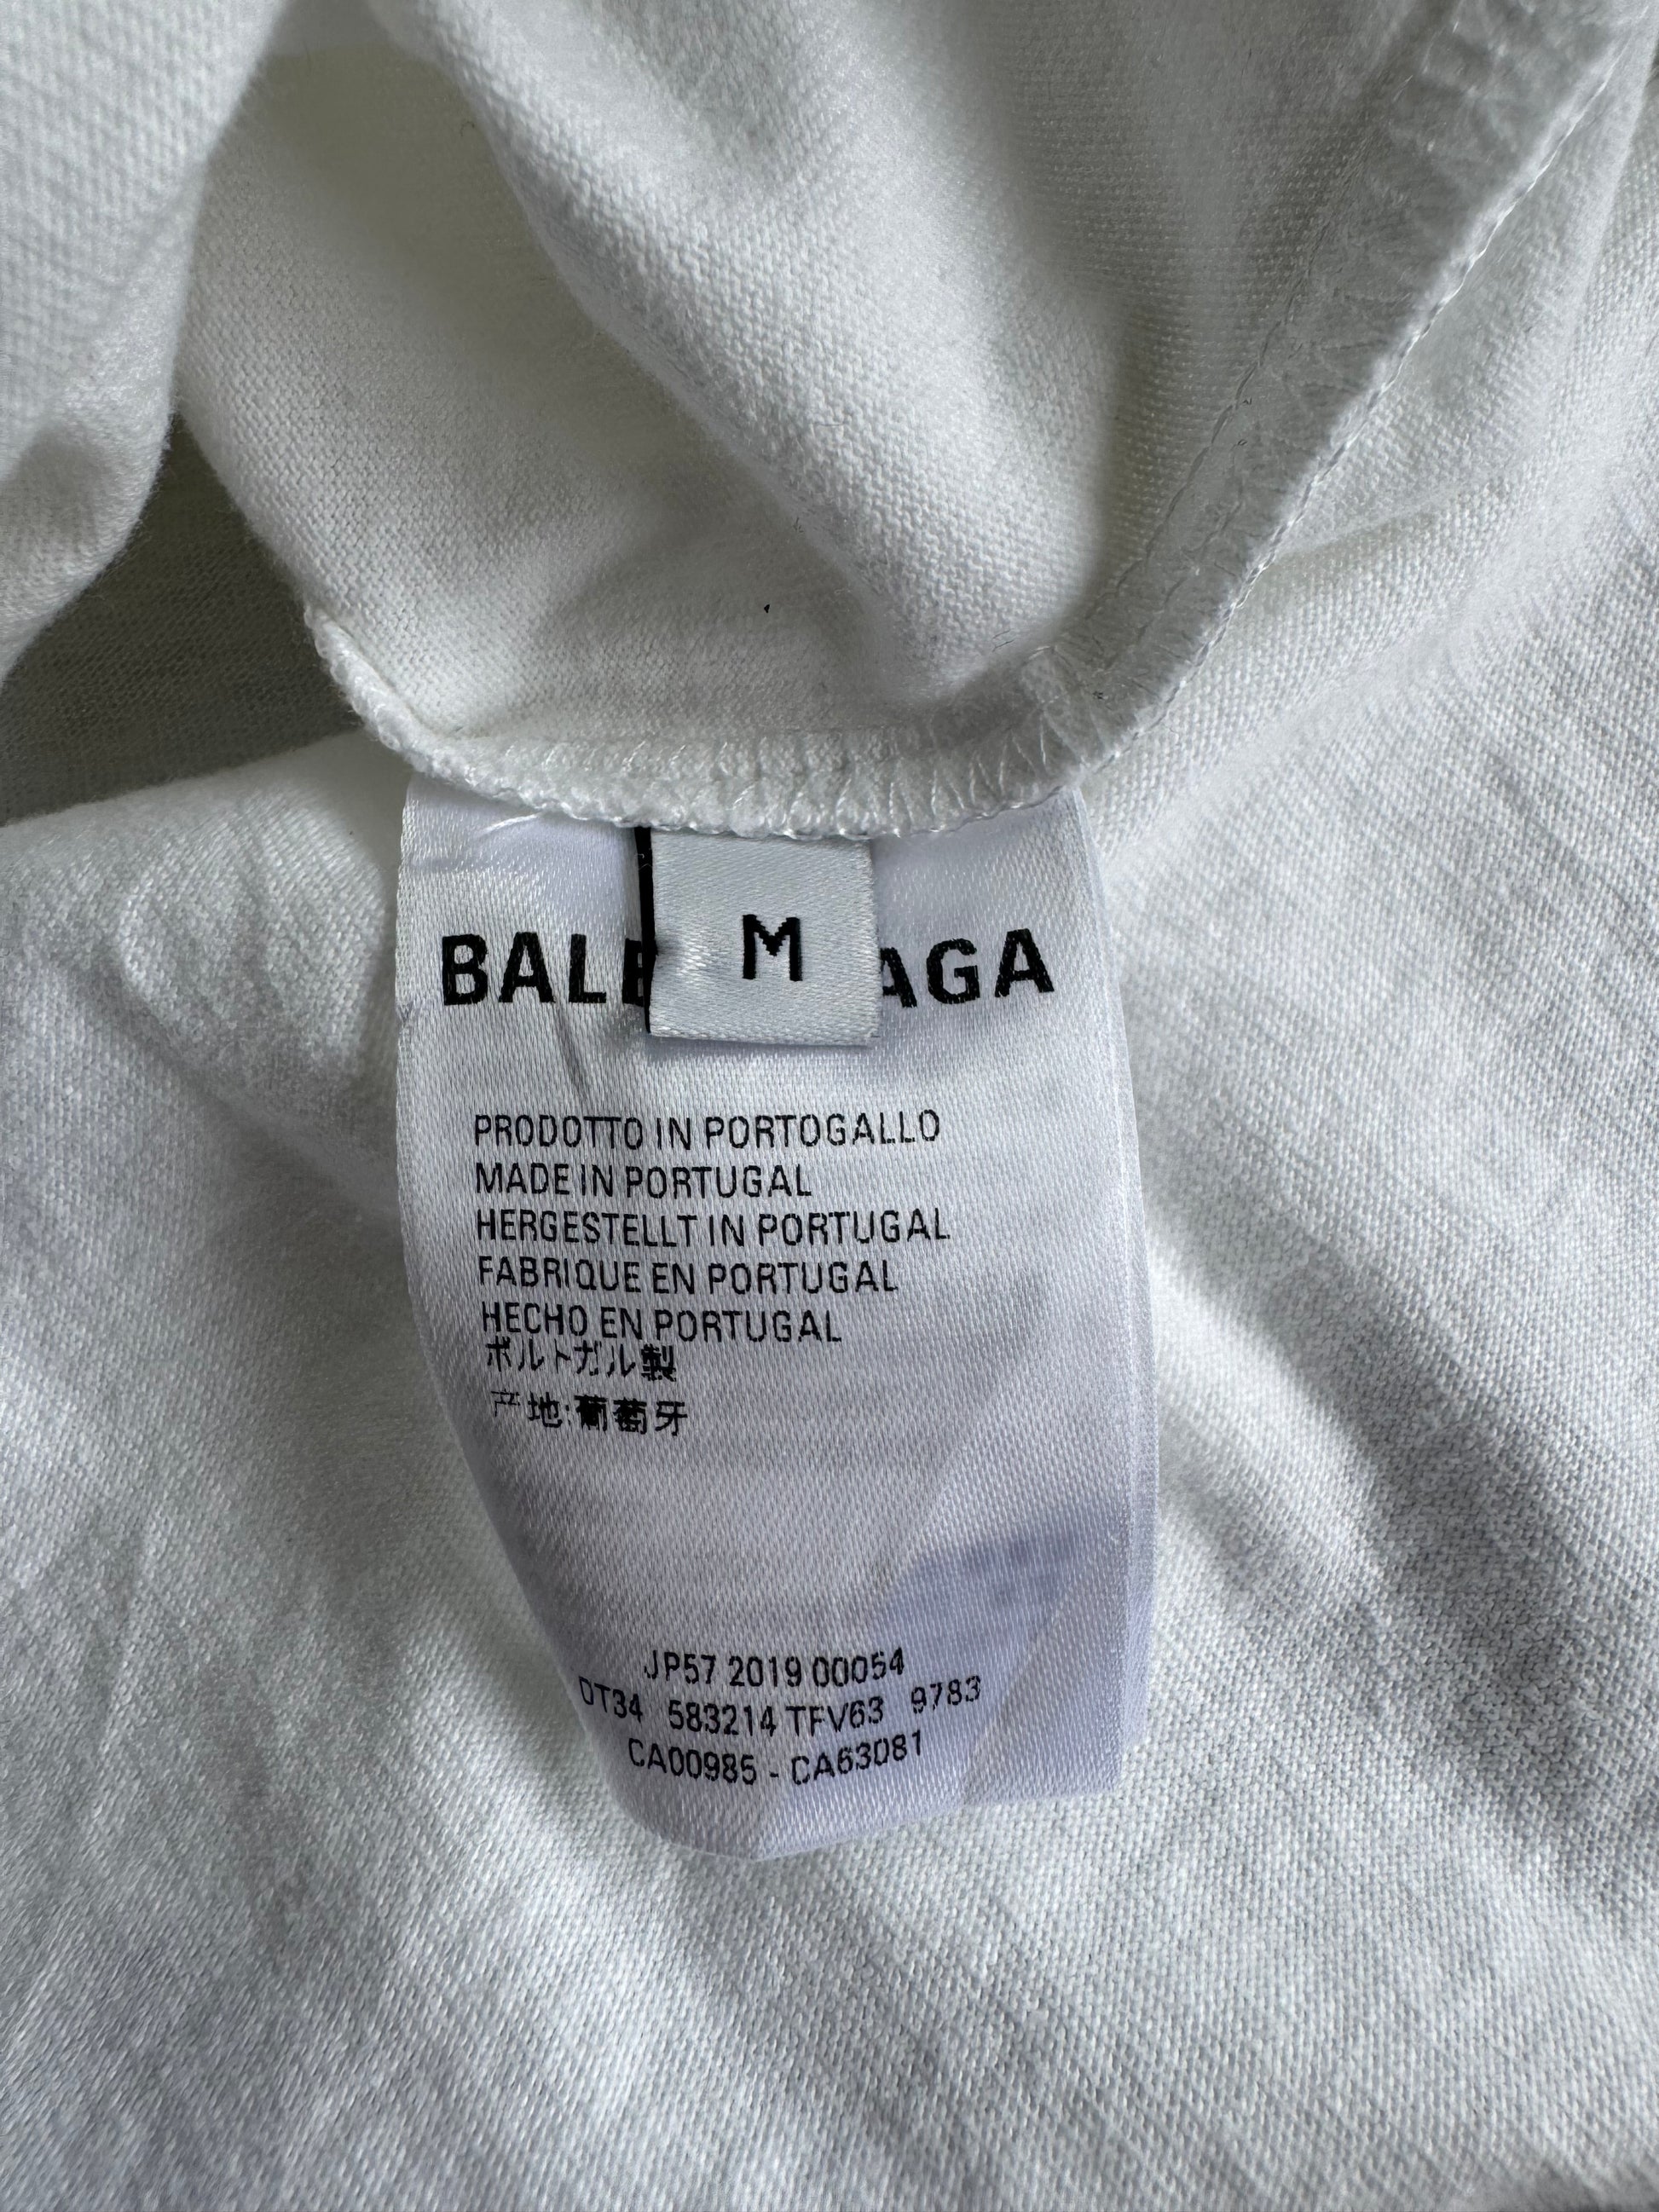 M
BALE AGA
PRODOTTO IN PORTOGALLO
MADE IN PORTUGAL
HERGESTELLT IN PORTUGAL
FABRIQUE EN PORTUGAL
HECHO EN PORTUGAL
ポルトガル製
产地:葡萄牙
JP57 2019 00054
DT34 583214 TFV63 9783
CA00985 - CA63081